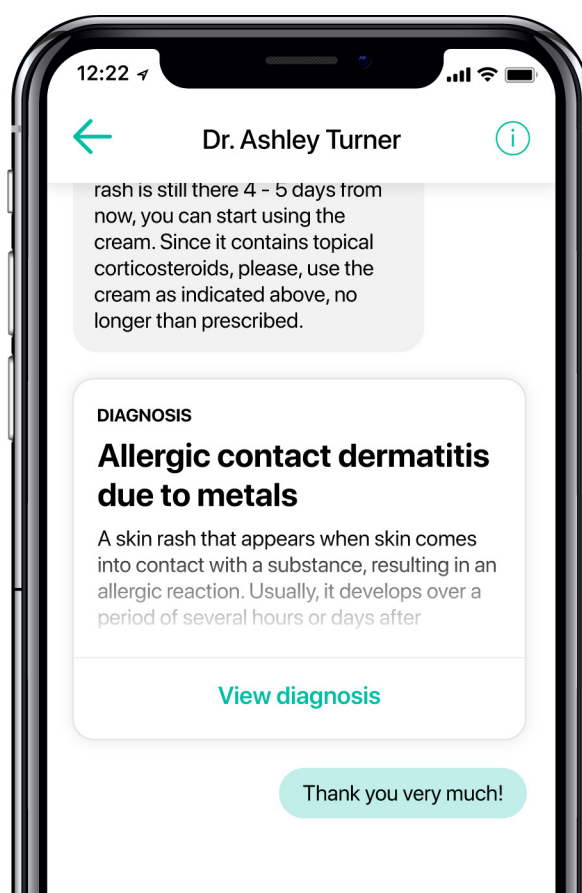 12:22
Dr. Ashley Turner
rash is still there 4 - 5 days from
now, you can start using the
cream. Since it contains topical
corticosteroids, please, use the
cream as indicated above, no
longer than prescribed.
DIAGNOSIS
Allergic contact dermatitis
due to metals
A skin rash that appears when skin comes
into contact with a substance, resulting in an
allergic reaction. Usually, it develops over a
period of several hours or days after
View diagnosis
Thank you very much!